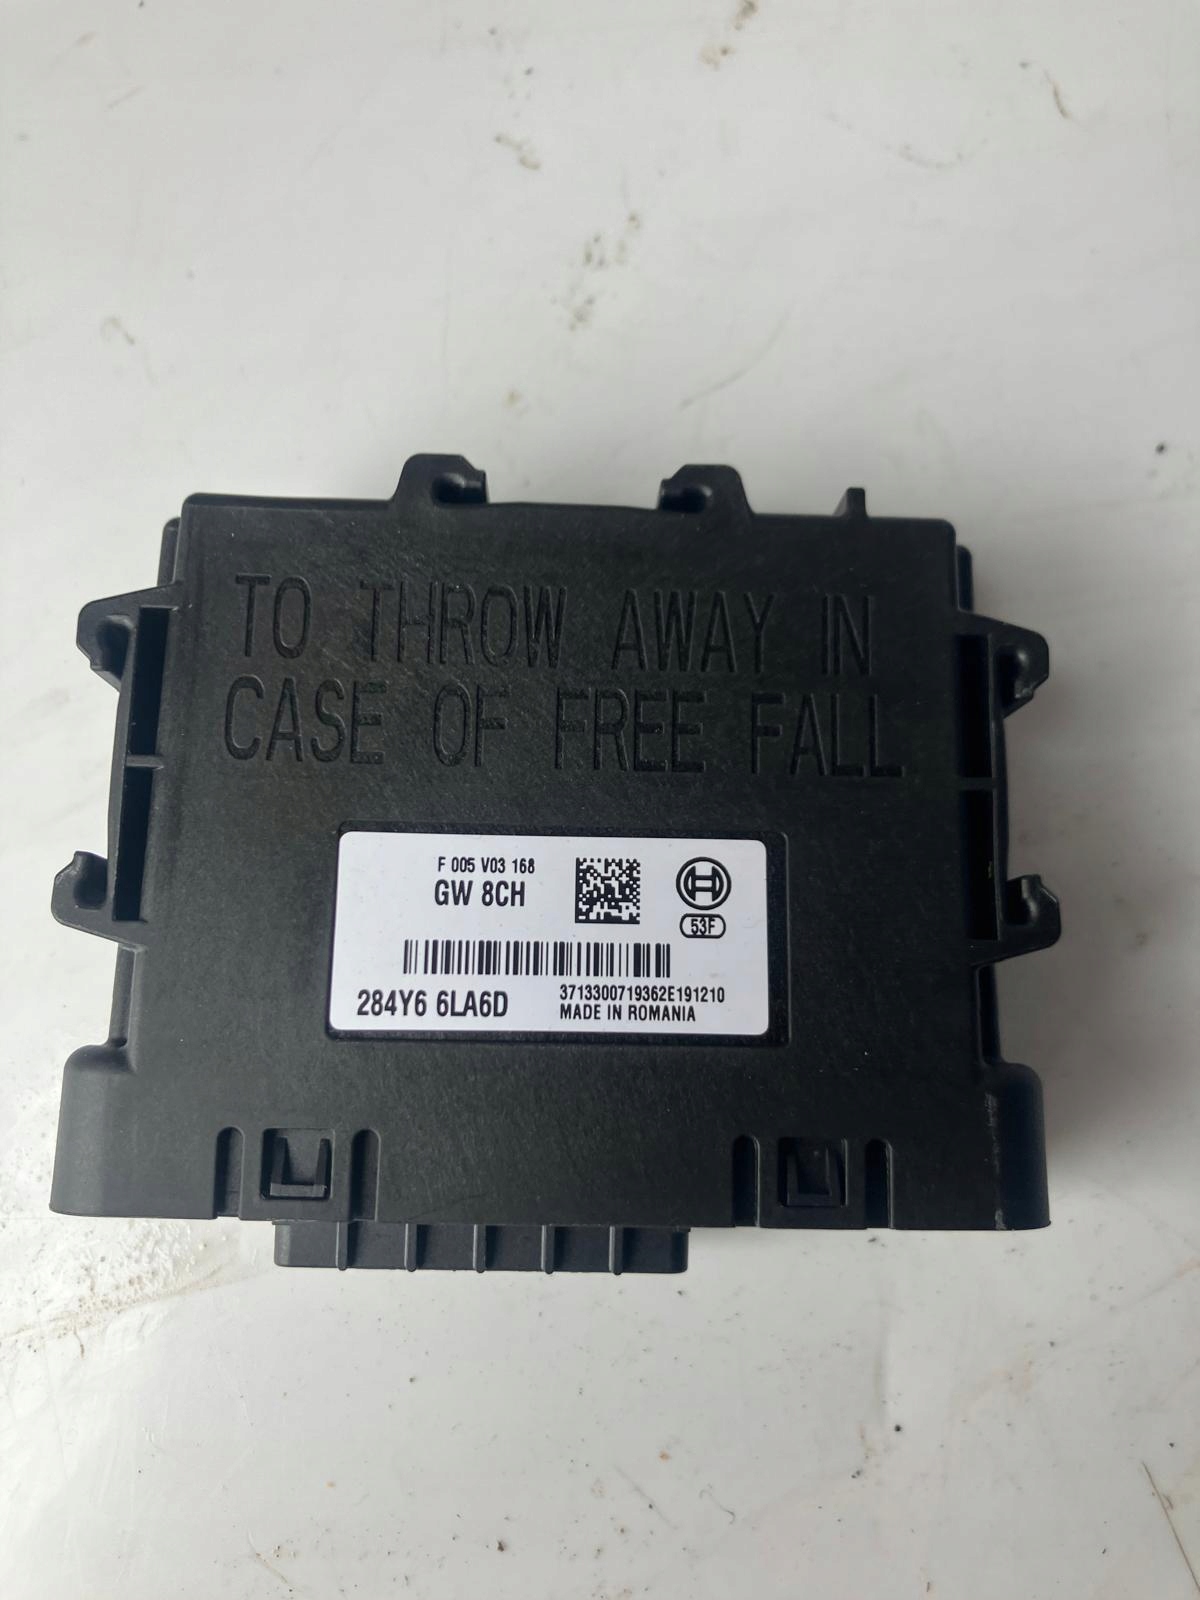 TO THROW AWAY IN
CASE OF FREE FALL
F 005 V03 168
GW 8CH
53F
284Y6 6LA6D
3713300719362E191210
MADE IN ROMANIA